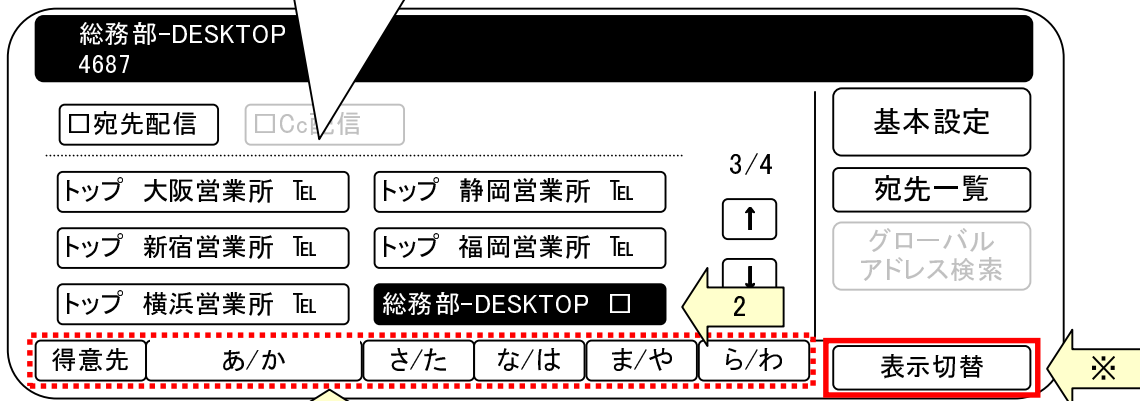 総務部-DESKTOP
4687
□宛先配信
□Cc配信
3/4
トップ 大阪営業所 ℡
トップ 静岡営業所 ℡
↑
トップ 新宿営業所 ℡
トップ 福岡営業所 ℡
↓
トップ 横浜営業所 ℡
総務部-DESKTOP □
2
得意先
あ/か
さ/た
な/は
ま/や
ら/わ
基本設定
宛先一覧
グローバル
アドレス検索
表示切替
※